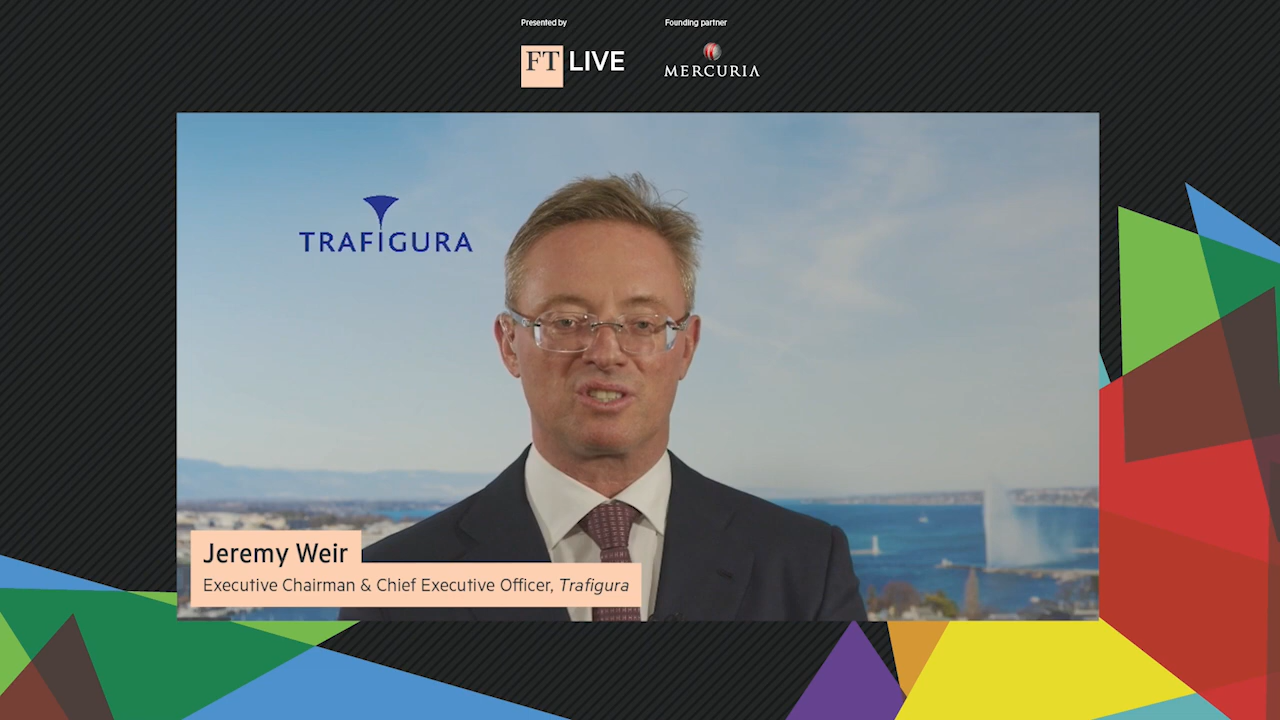 Presented by
FT LIVE
Founding partner
MERCURIA
TRAFIGURA
Jeremy Weir
Executive Chairman & Chief Executive Officer, Trafigura